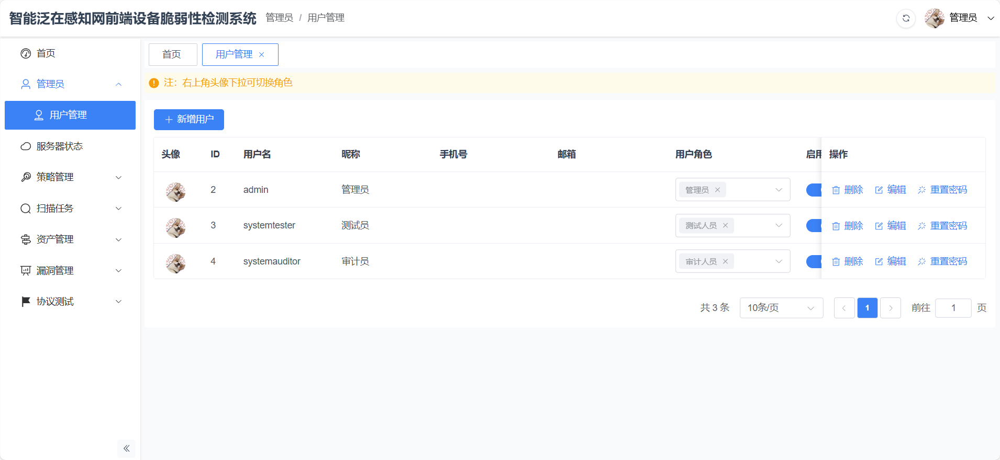 智能泛在感知网前端设备脆弱性检测系统 管理员 / 用户管理 管理员
首页
管理员
用户管理
服务器状态
策略管理
扫描任务
资产管理
漏洞管理
协议测试
首页 用户管理
注：右上角头像下拉可切换角色
新增用户
头像 ID 用户名 昵称 手机号 邮箱 用户角色 启用 操作
2 admin 管理员 管理员 删除 编辑 重置密码
3 systemtester 测试员 测试人员 删除 编辑 重置密码
4 systemauditor 审计员 审计人员 删除 编辑 重置密码
共 3 条 10条/页 1 前往 1 页